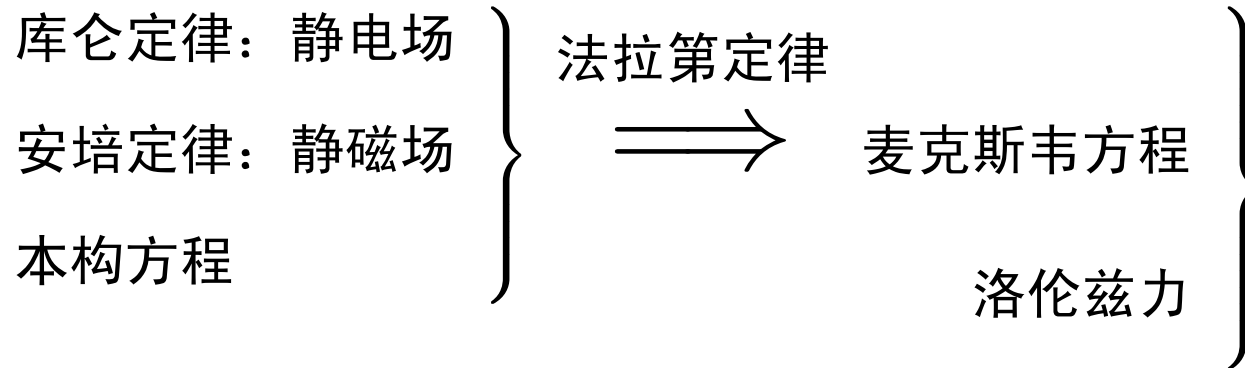 库仑定律：静电场
法拉第定律
安培定律：静磁场
麦克斯韦方程
本构方程
洛伦兹力